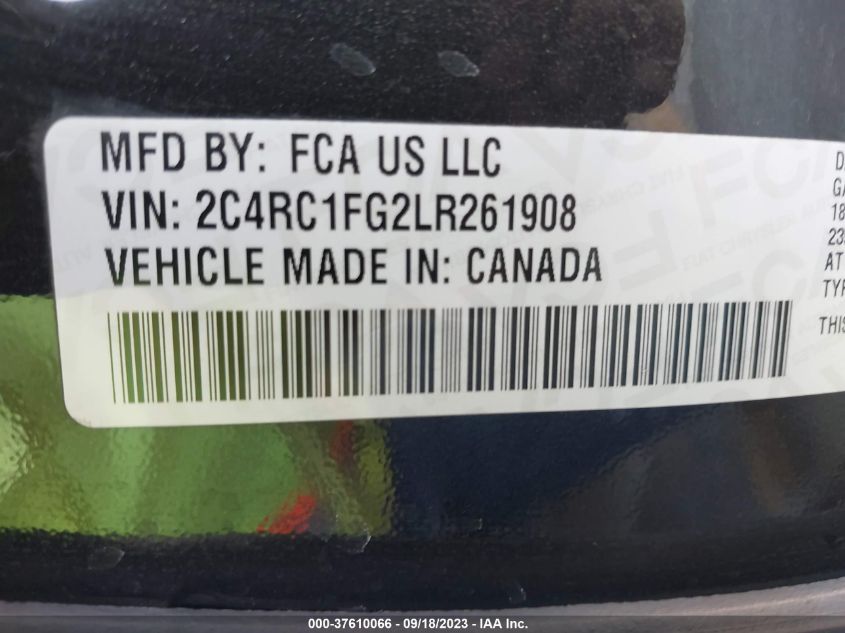 MFD BY: FCA US LLC
VIN: 2C4RC1FG2LR261908
VEHICLE MADE IN: CANADA
000-37610066 - 09/18/2023 - IAA Inc.